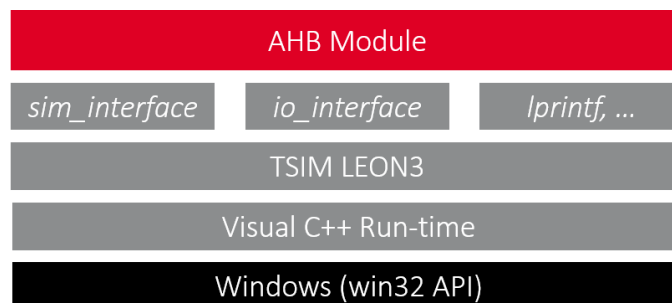 AHB Module
sim_interface io_interface lprintf, ...
TSIM LEON3
Visual C++ Run-time
Windows (win32 API)